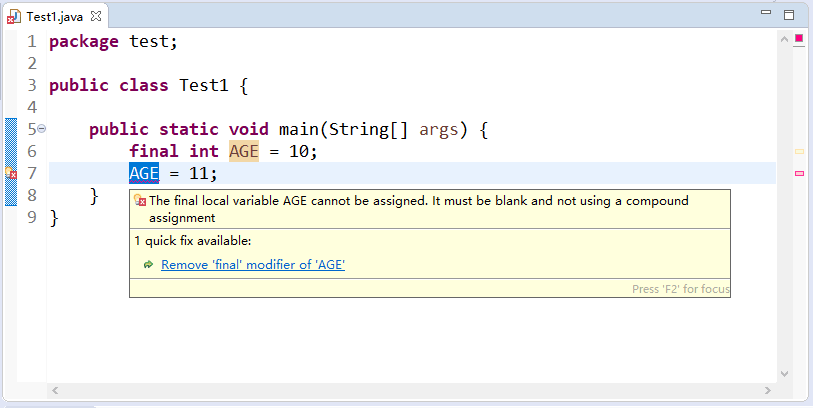 Test1.java
1 package test;
2
3 public class Test1 {
4
5 public static void main(String[] args) {
6 final int AGE = 10;
7 AGE = 11;
8 }
9 }
The final local variable AGE cannot be assigned. It must be blank and not using a compound
assignment
1 quick fix available:
Remove 'final' modifier of 'AGE'
Press 'F2' for focus